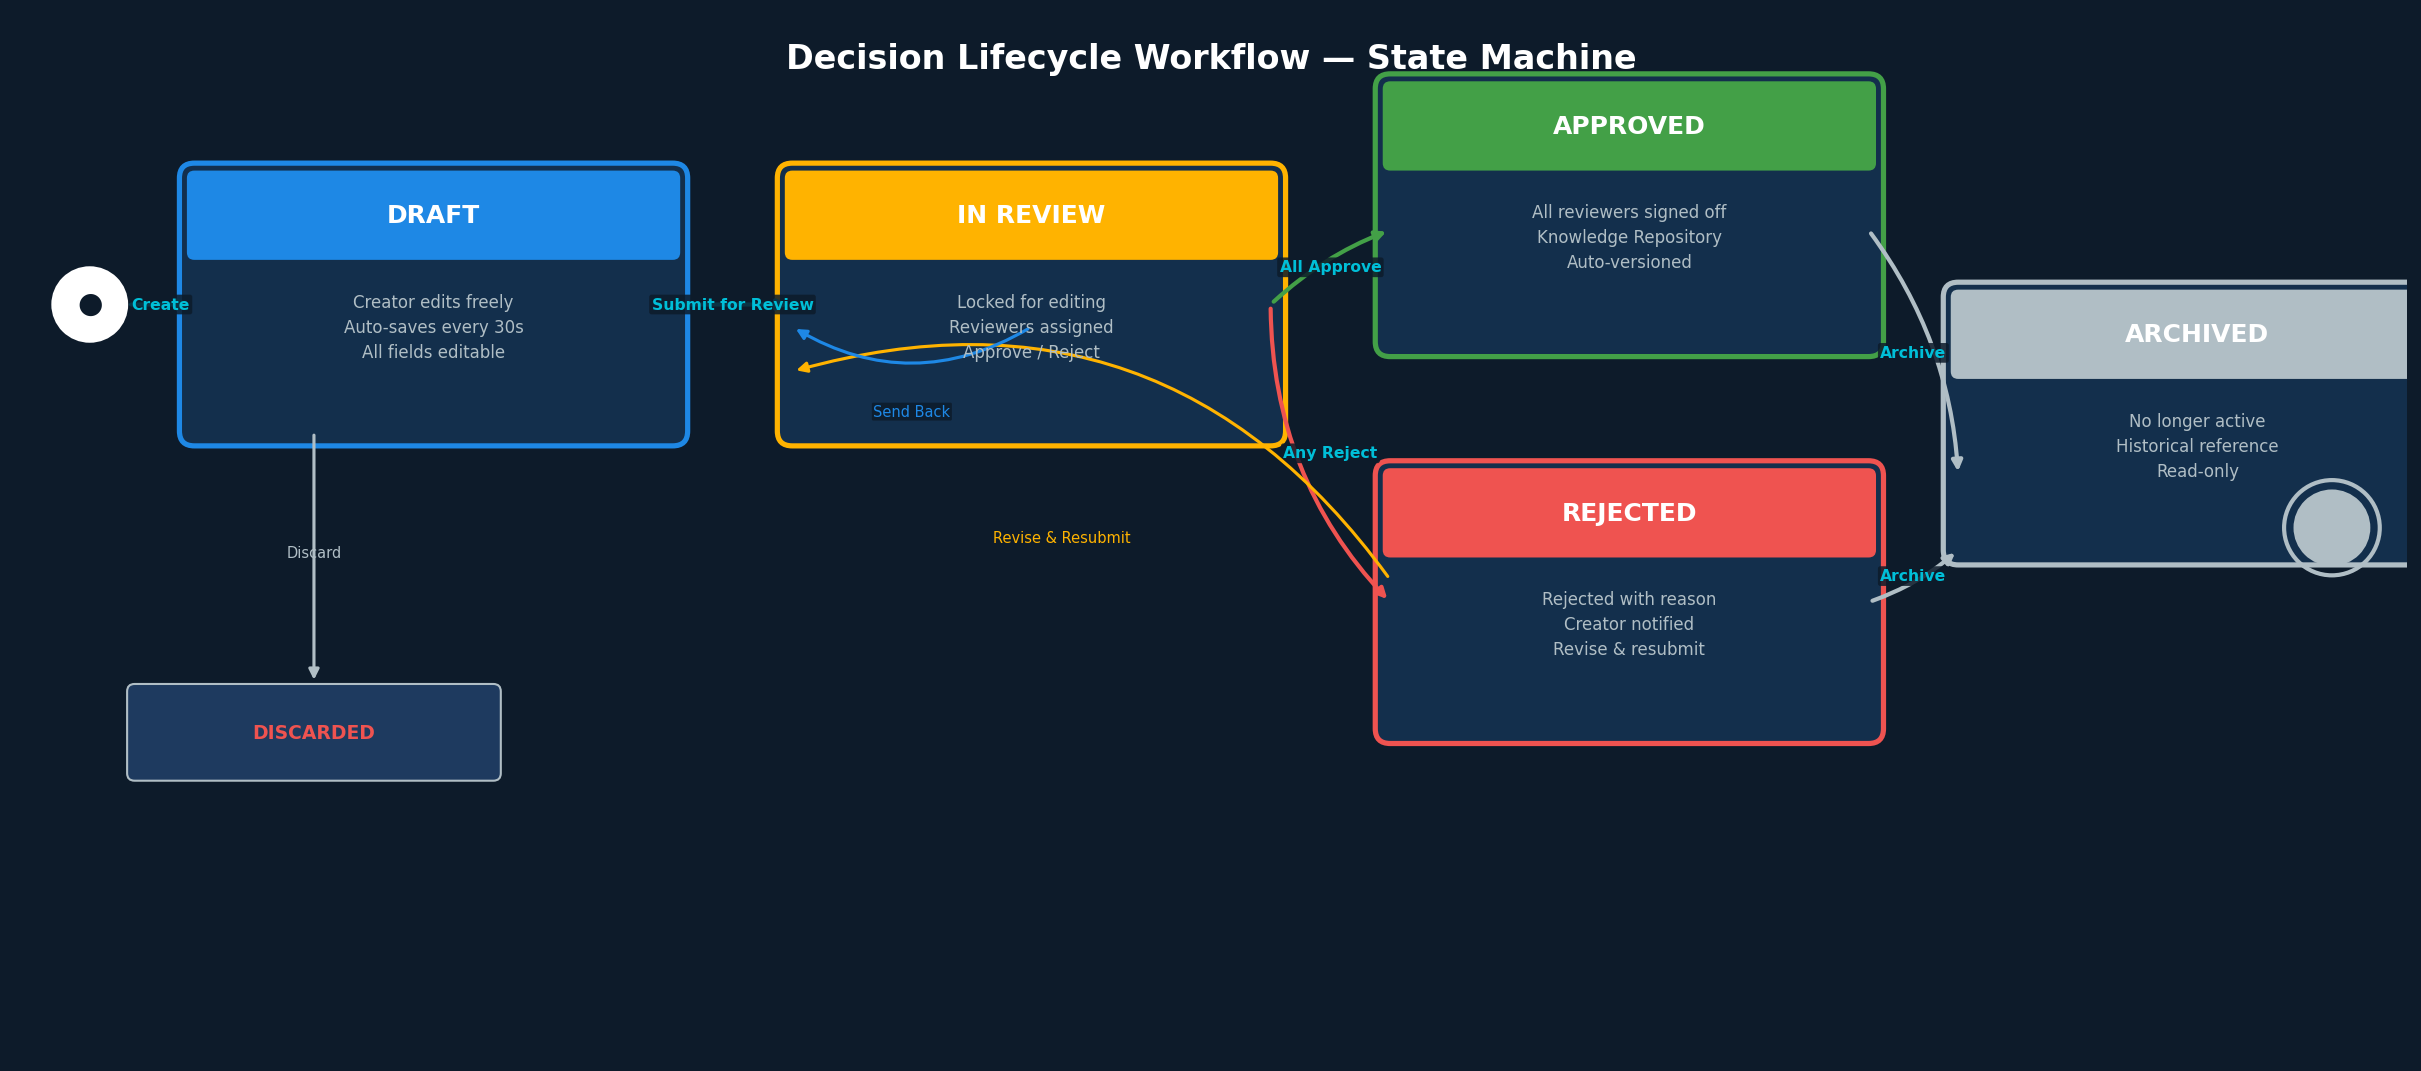 Decision Lifecycle Workflow — State Machine
Create
DRAFT
Creator edits freely
Auto-saves every 30s
All fields editable
Submit for Review
IN REVIEW
Locked for editing
Reviewers assigned
Approve / Reject
Send Back
All Approve
Any Reject
APPROVED
All reviewers signed off
Knowledge Repository
Auto-versioned
Archive
ARCHIVED
No longer active
Historical reference
Read-only
REJECTED
Rejected with reason
Creator notified
Revise & resubmit
Archive
Revise & Resubmit
Discard
DISCARDED